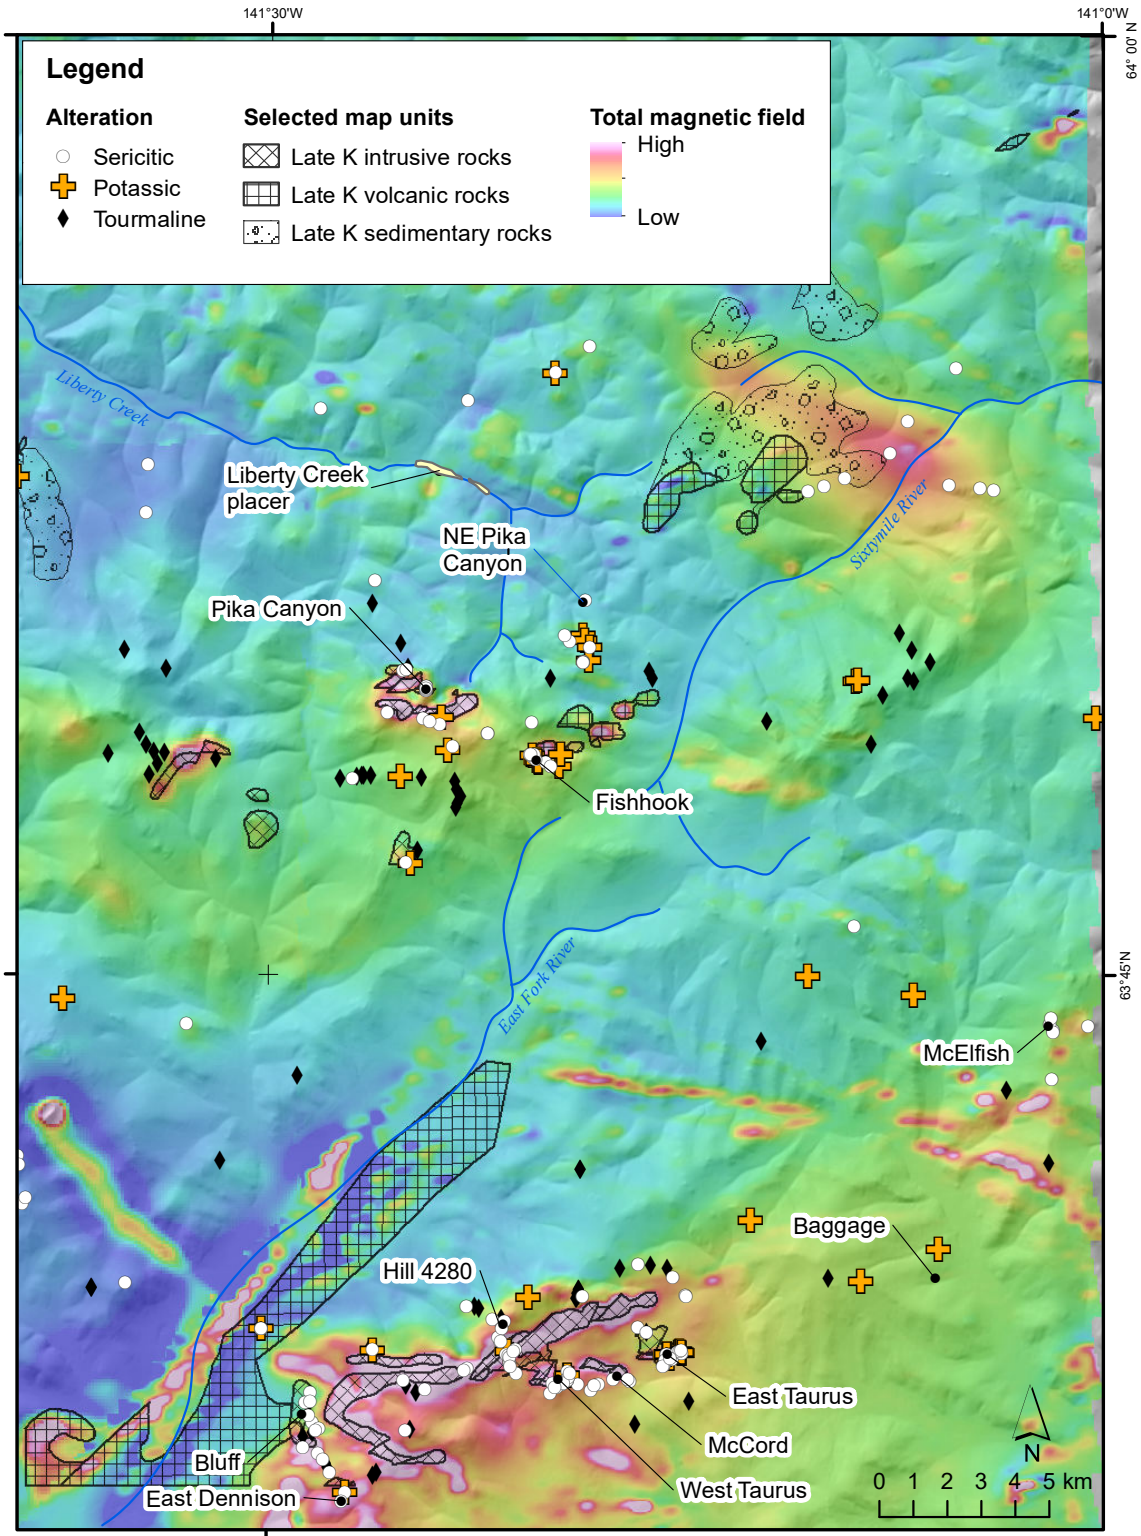 141°30'W
141°0'W
64° 00' N
Legend
Alteration
Sericitic
Potassic
Tourmaline
Selected map units
Late K intrusive rocks
Late K volcanic rocks
Late K sedimentary rocks
Total magnetic field
High
Low
Liberty Creek
Liberty Creek
placer
NE Pika
Canyon
Sixtymile River
Pika Canyon
Fishhook
East Fork River
63°45'N
McElfish
Baggage
Hill 4280
East Taurus
McCord
West Taurus
Bluff
East Dennison
N
0 1 2 3 4 5 km